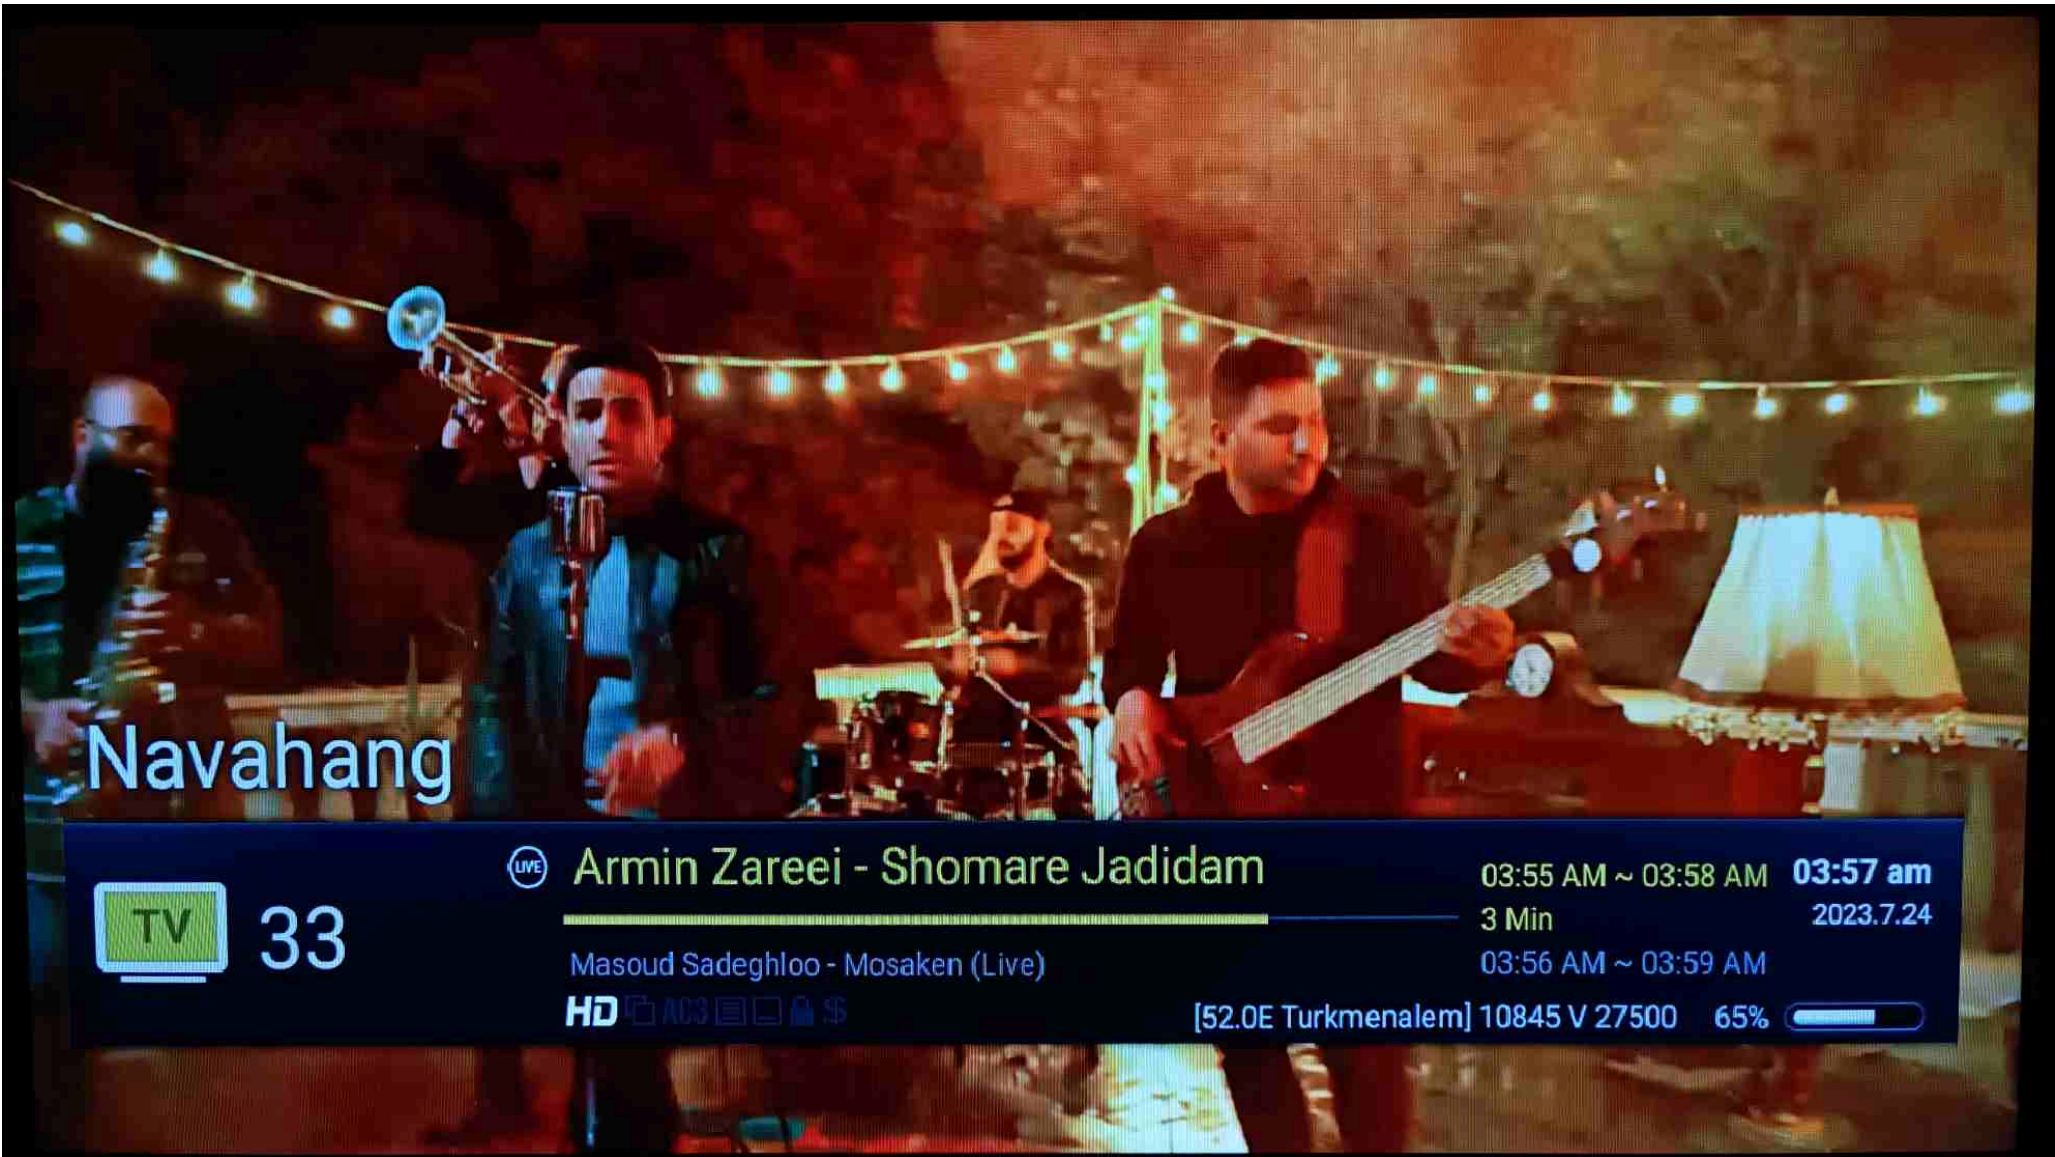 Navahang
TV
33
LIVE
Armin Zareei - Shomare Jadidam
03:55 AM ~ 03:58 AM
03:57 am
3 Min
2023.7.24
Masoud Sadeghloo - Mosaken (Live)
03:56 AM ~ 03:59 AM
HD AC3 $
[52.0E Turkmenalem] 10845 V 27500 65%